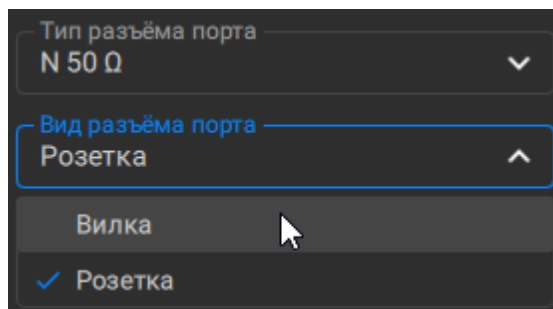 Тип разъёма порта
N 50 Ω
Вид разъёма порта
Розетка
Вилка
Розетка